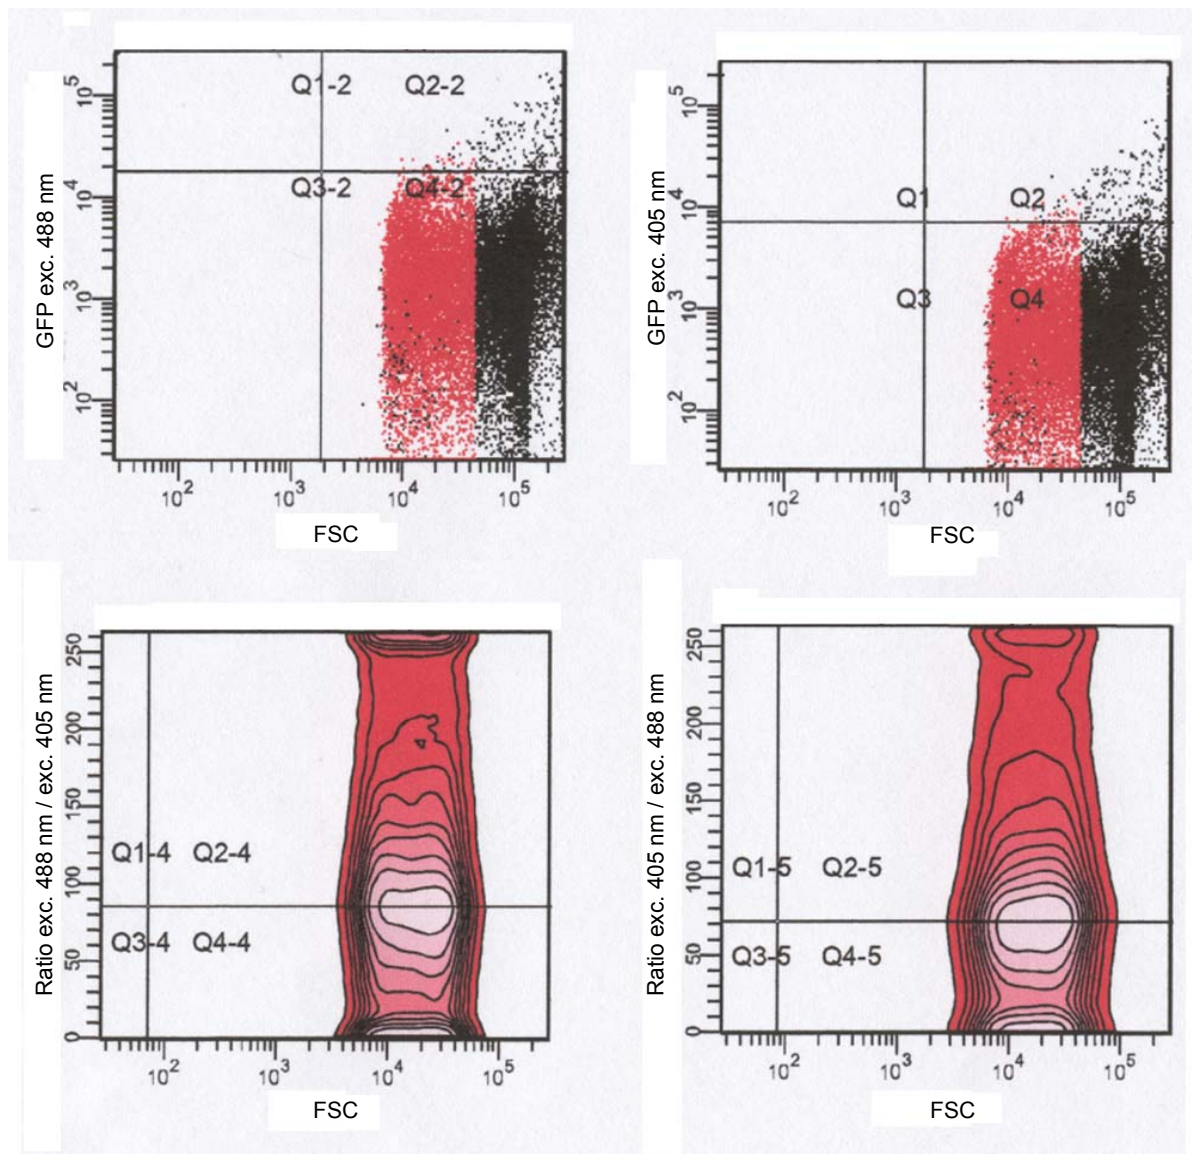 GFP exc. 488 nm
10^5
10^4
10^3
10^2
Q1-2 Q2-2
Q3-2 Q4-2
10^2 10^3 10^4 10^5
FSC
GFP exc. 405 nm
10^5
10^4
10^3
10^2
Q1 Q2
Q3 Q4
10^2 10^3 10^4 10^5
FSC
Ratio exc. 488 nm / exc. 405 nm
250
200
150
100
50
0
Q1-4 Q2-4
Q3-4 Q4-4
10^2 10^3 10^4 10^5
FSC
Ratio exc. 405 nm / exc. 488 nm
250
200
150
100
50
0
Q1-5 Q2-5
Q3-5 Q4-5
10^2 10^3 10^4 10^5
FSC